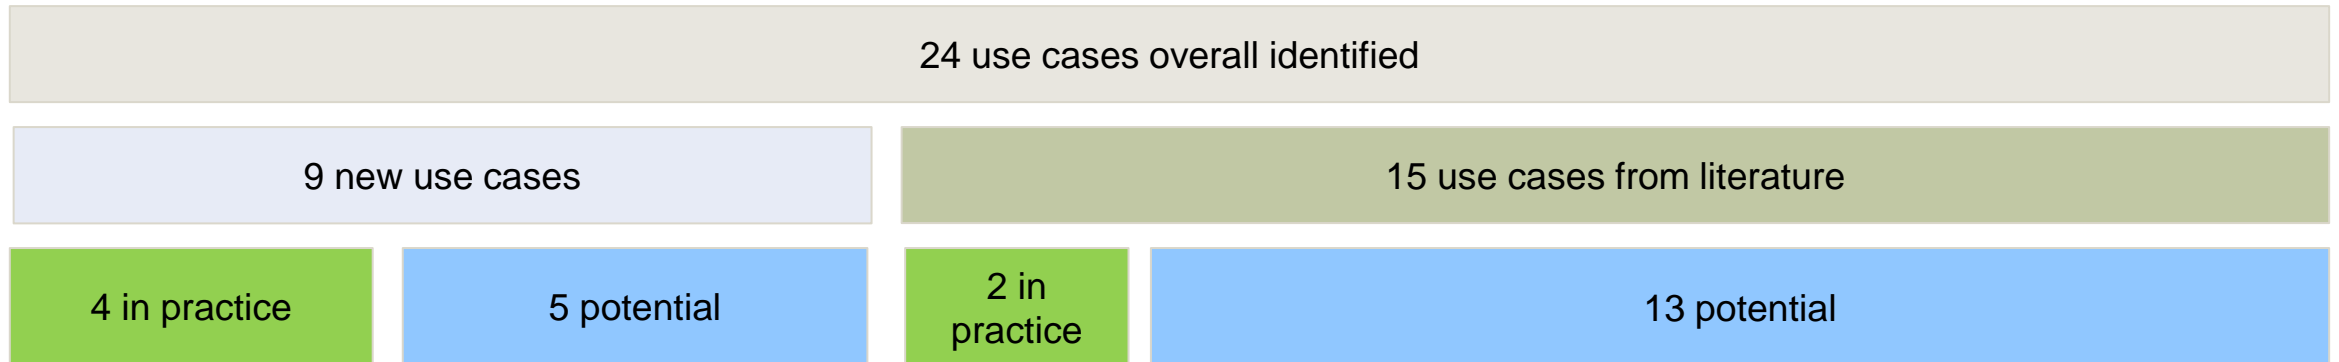 24 use cases overall identified
9 new use cases
15 use cases from literature
4 in practice
5 potential
2 in
practice
13 potential